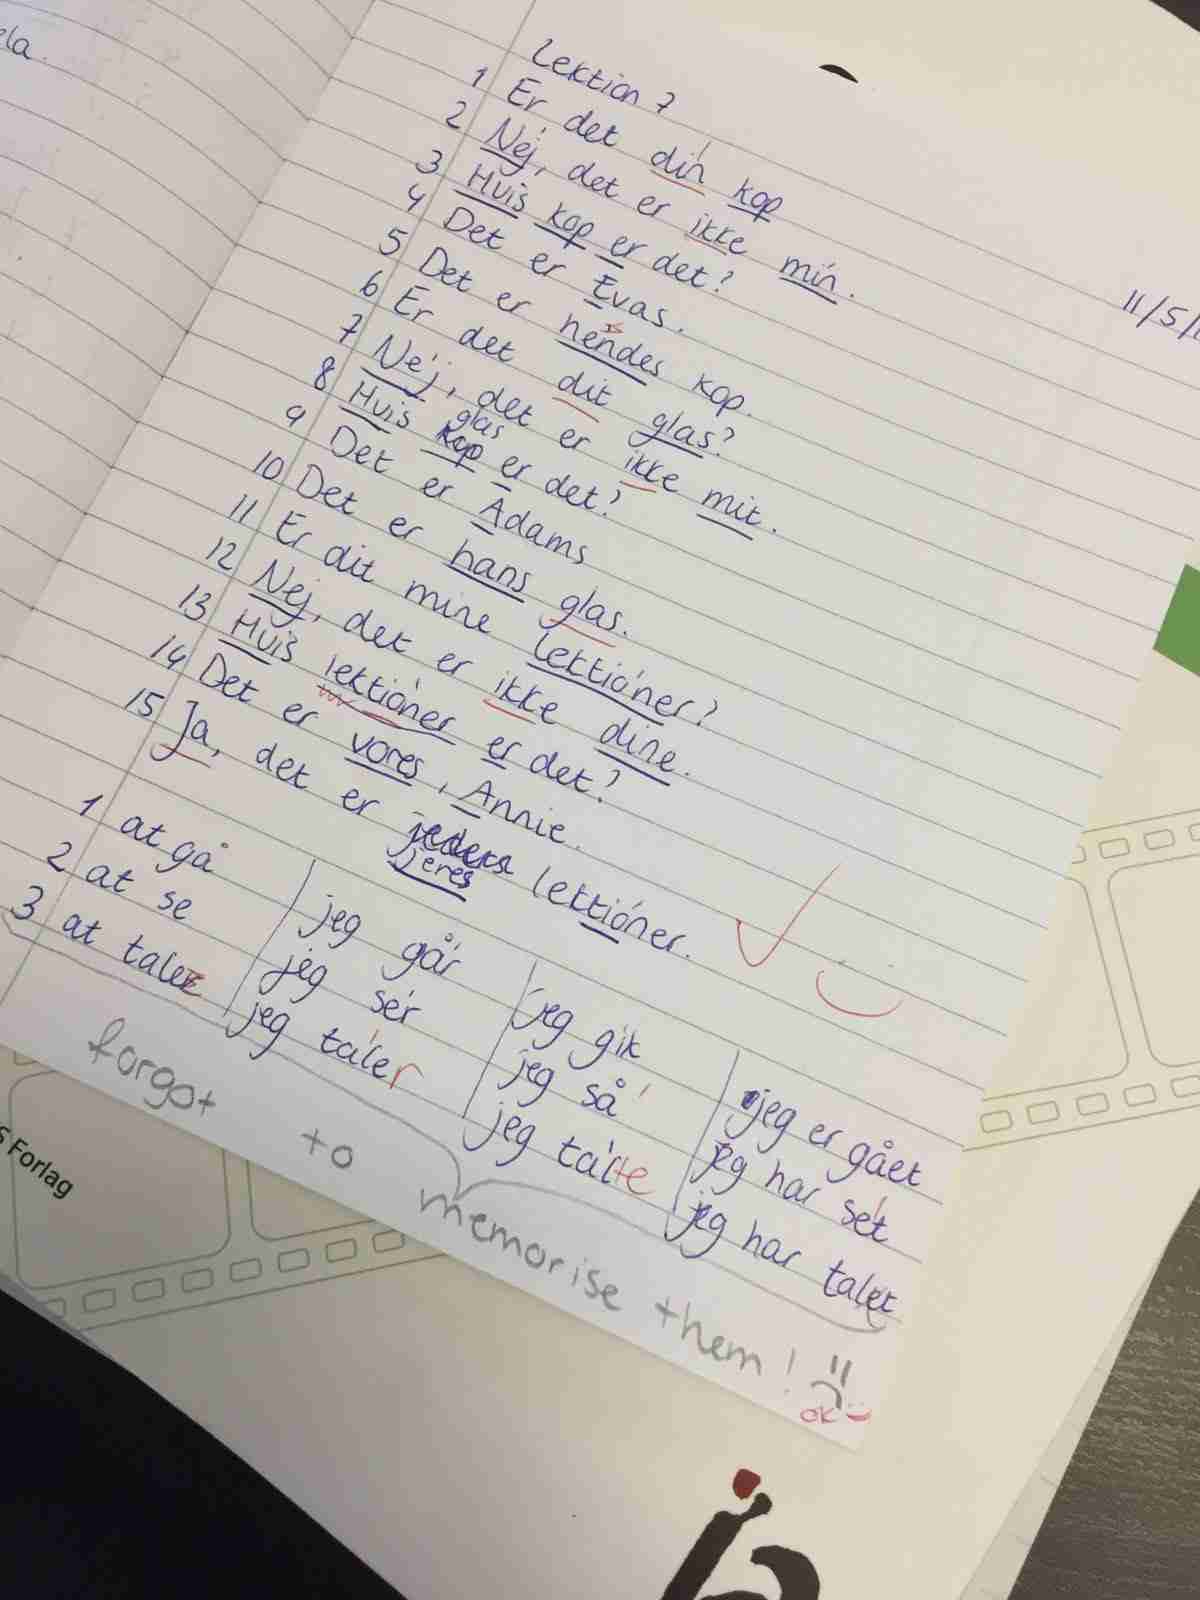 ela.
Lektion 7
11/5/
1 Er det din kop
2 Nej, det er ikke min.
3 Hvis kop er det?
4 Det er Evas.
5 Det er hendes kop.
6 Er det dit glas?
7 Nej, det er ikke mit.
glas
8 Hvis kop er det?
9 Det er Adams
10 Det er hans glas.
11 Er dit mine lektioner?
12 Nej, det er ikke dine.
13 Hvis lektioner er det?
14 Det er vores, Annie.
15 Ja, det er lektioner.
jeres
1 at gå jeg går jeg gik jeg er gået
2 at se jeg ser jeg så jeg har set
3 at tale jeg taler jeg talte jeg har talet
forgot to memorise them!
OK
s Forlag